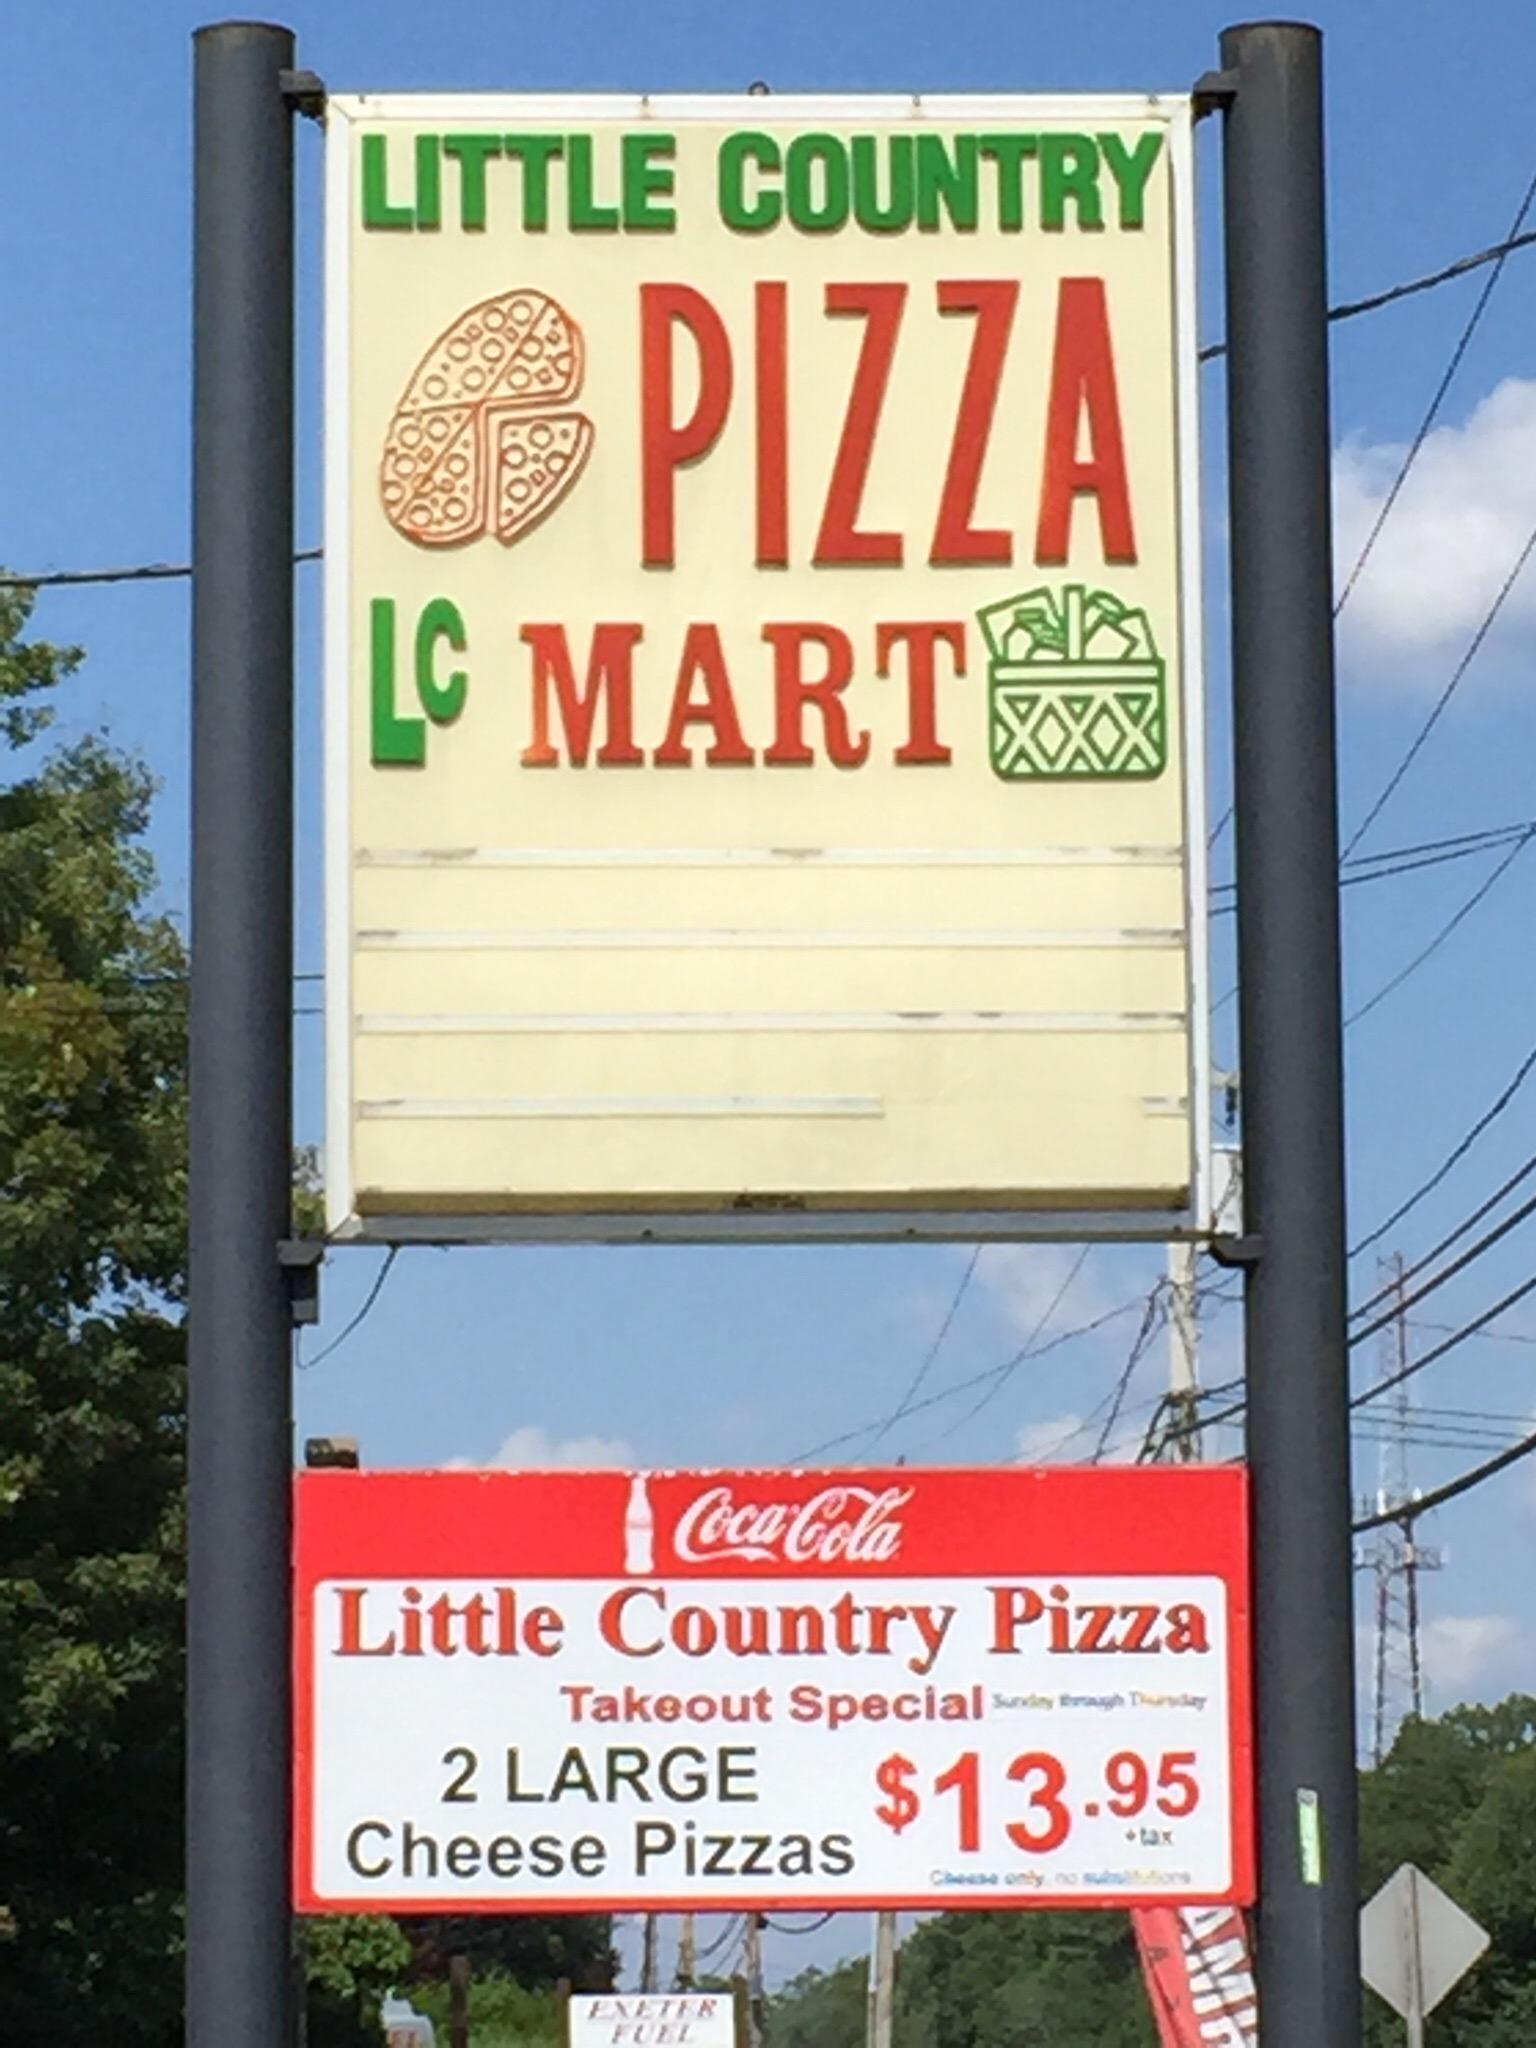 LITTLE COUNTRY
PIZZA
LC MART
Coca-Cola
Little Country Pizza
Takeout Special Sunday through Thursday
2 LARGE
Cheese Pizzas
$13.95
+tax
Cheese only, no substitutions
EXETER
FUEL